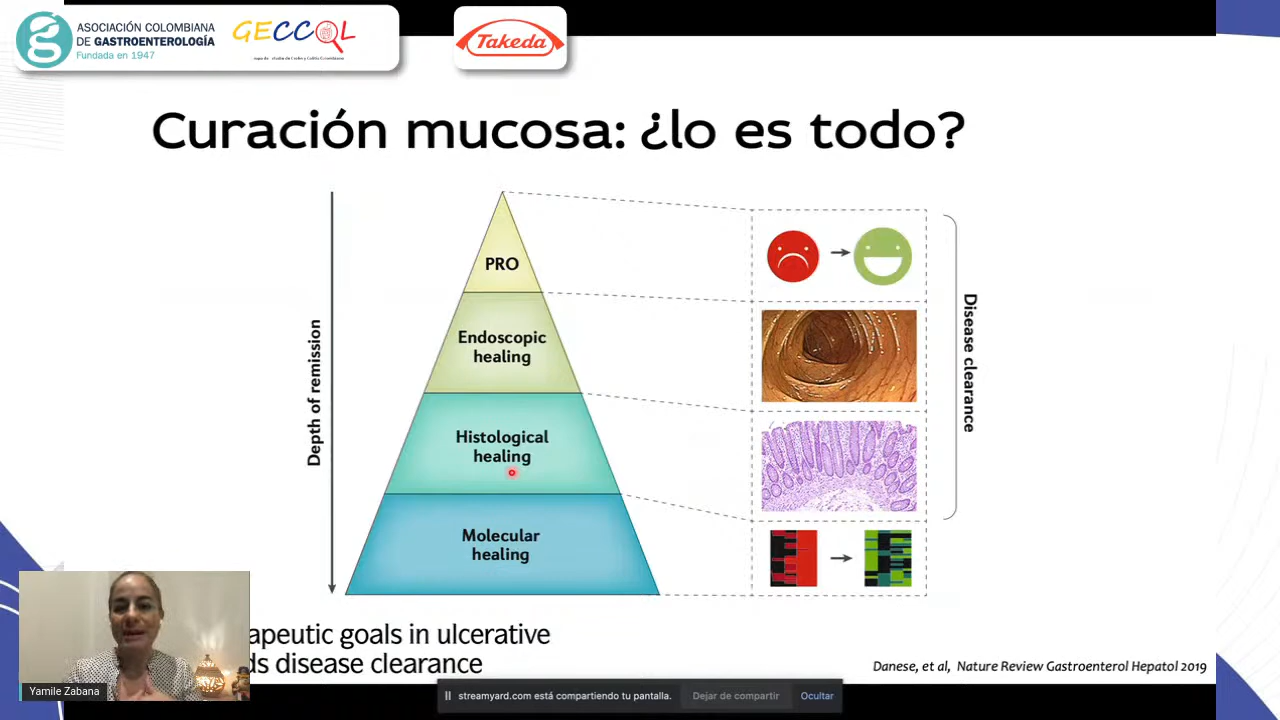 ASOCIACIÓN COLOMBIANA
DE GASTROENTEROLOGÍA
Fundada en 1947
GECCOL
Takeda
Curación mucosa: ¿lo es todo?
Depth of remission
PRO
Endoscopic
healing
Histological
healing
Molecular
healing
Disease clearance
apeutic goals in ulcerative
ds disease clearance
Danese, et al, Nature Review Gastroenterol Hepatol 2019
Yamile Zabana
streamyard.com está compartiendo tu pantalla.
Dejar de compartir
Ocultar